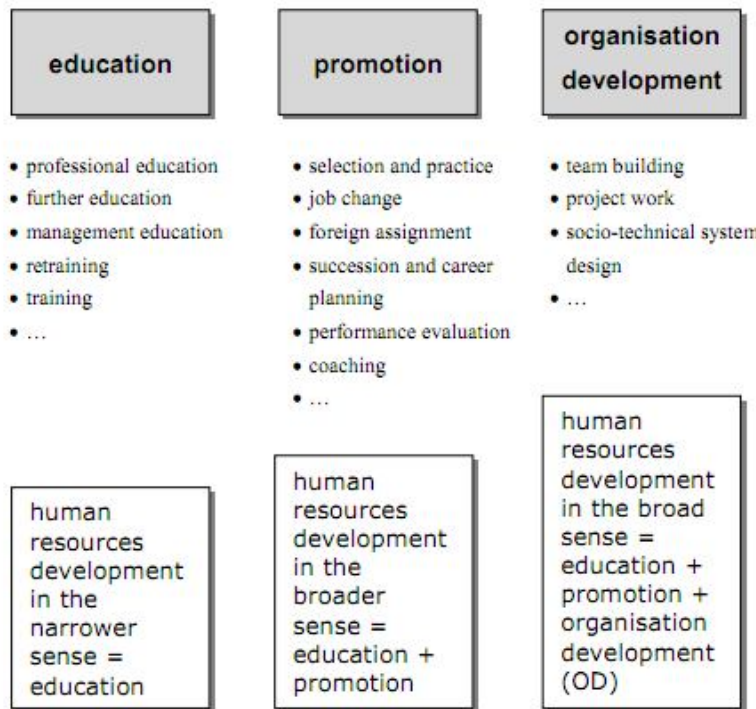 education
promotion
organisation
development
• professional education
• further education
• management education
• retraining
• training
• …
• selection and practice
• job change
• foreign assignment
• succession and career
planning
• performance evaluation
• coaching
• …
• team building
• project work
• socio-technical system
design
• …
human
resources
development
in the
narrower
sense =
education
human
resources
development
in the
broader
sense =
education +
promotion
human
resources
development
in the broad
sense =
education +
promotion +
organisation
development
(OD)